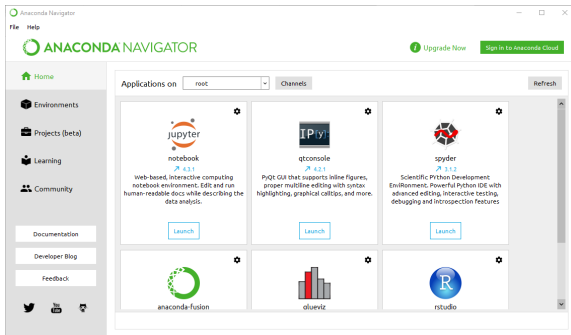 Anaconda Navigator
File Help
ANACONDA NAVIGATOR
Upgrade Now
Sign in to Anaconda Cloud
Home
Environments
Projects (beta)
Learning
Community
Documentation
Developer Blog
Feedback
You
Tube
Applications on root Channels Refresh
jupyter
notebook
4.3.1
Web-based, interactive computing
notebook environment. Edit and run
human-readable docs while describing the
data analysis.
Launch
IP[y]:
qtconsole
4.2.1
PyQt GUI that supports inline figures,
proper multiline editing with syntax
highlighting, graphical calltips, and more.
Launch
spyder
3.1.2
Scientific PYthon Development
EnviRonment. Powerful Python IDE with
advanced editing, interactive testing,
debugging and introspection features
Launch
anaconda-fusion
glueviz
R
rstudio